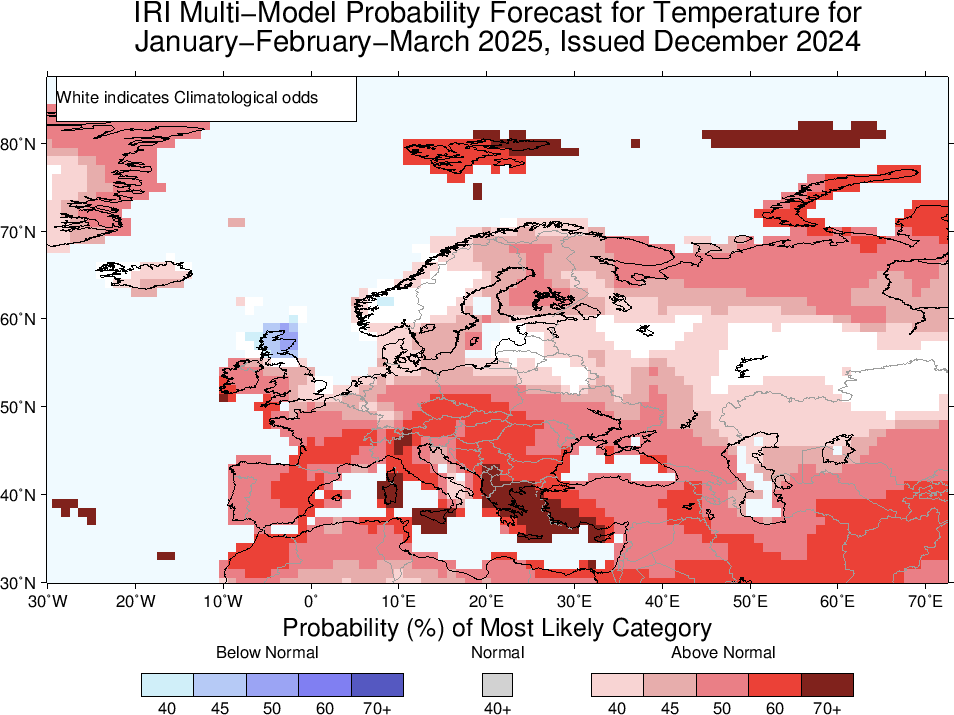 IRI Multi−Model Probability Forecast for Temperature for
January−February−March 2025, Issued December 2024
White indicates Climatological odds
80˚N
70˚N
60˚N
50˚N
40˚N
30˚N
30˚W 20˚W 10˚W 0˚ 10˚E 20˚E 30˚E 40˚E 50˚E 60˚E 70˚E
Probability (%) of Most Likely Category
Below Normal Normal Above Normal
40 45 50 60 70+ 40+ 40 45 50 60 70+